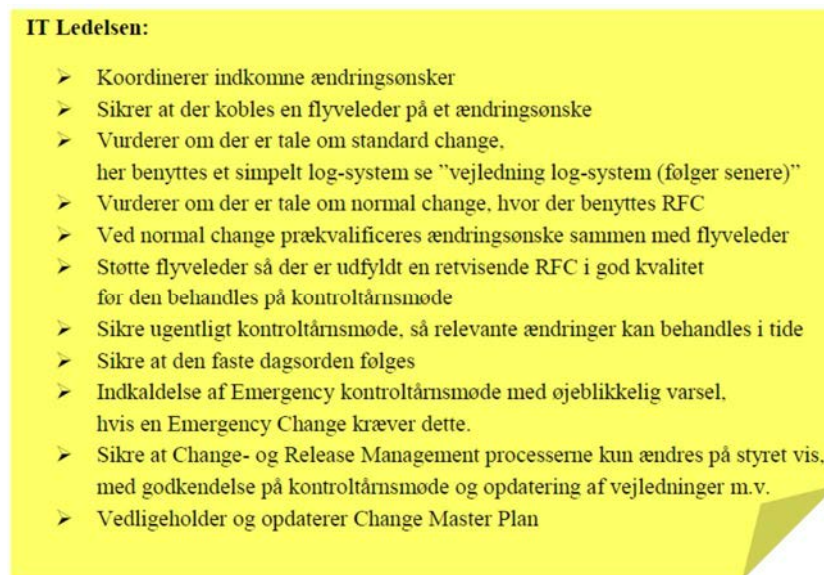 IT Ledelsen:
➢ Koordinerer indkomne ændringsønsker
➢ Sikrer at der kobles en flyveleder på et ændringsønske
➢ Vurderer om der er tale om standard change,
her benyttes et simpelt log-system se ”vejledning log-system (følger senere)”
➢ Vurderer om der er tale om normal change, hvor der benyttes RFC
➢ Ved normal change prækvalificeres ændringsønske sammen med flyveleder
➢ Støtte flyveleder så der er udfyldt en retvisende RFC i god kvalitet
før den behandles på kontroltårnsmøde
➢ Sikre ugentligt kontroltårnsmøde, så relevante ændringer kan behandles i tide
➢ Sikre at den faste dagsorden følges
➢ Indkaldelse af Emergency kontroltårnsmøde med øjeblikkelig varsel,
hvis en Emergency Change kræver dette.
➢ Sikre at Change- og Release Management processerne kun ændres på styret vis,
med godkendelse på kontroltårnsmøde og opdatering af vejledninger m.v.
➢ Vedligeholder og opdaterer Change Master Plan